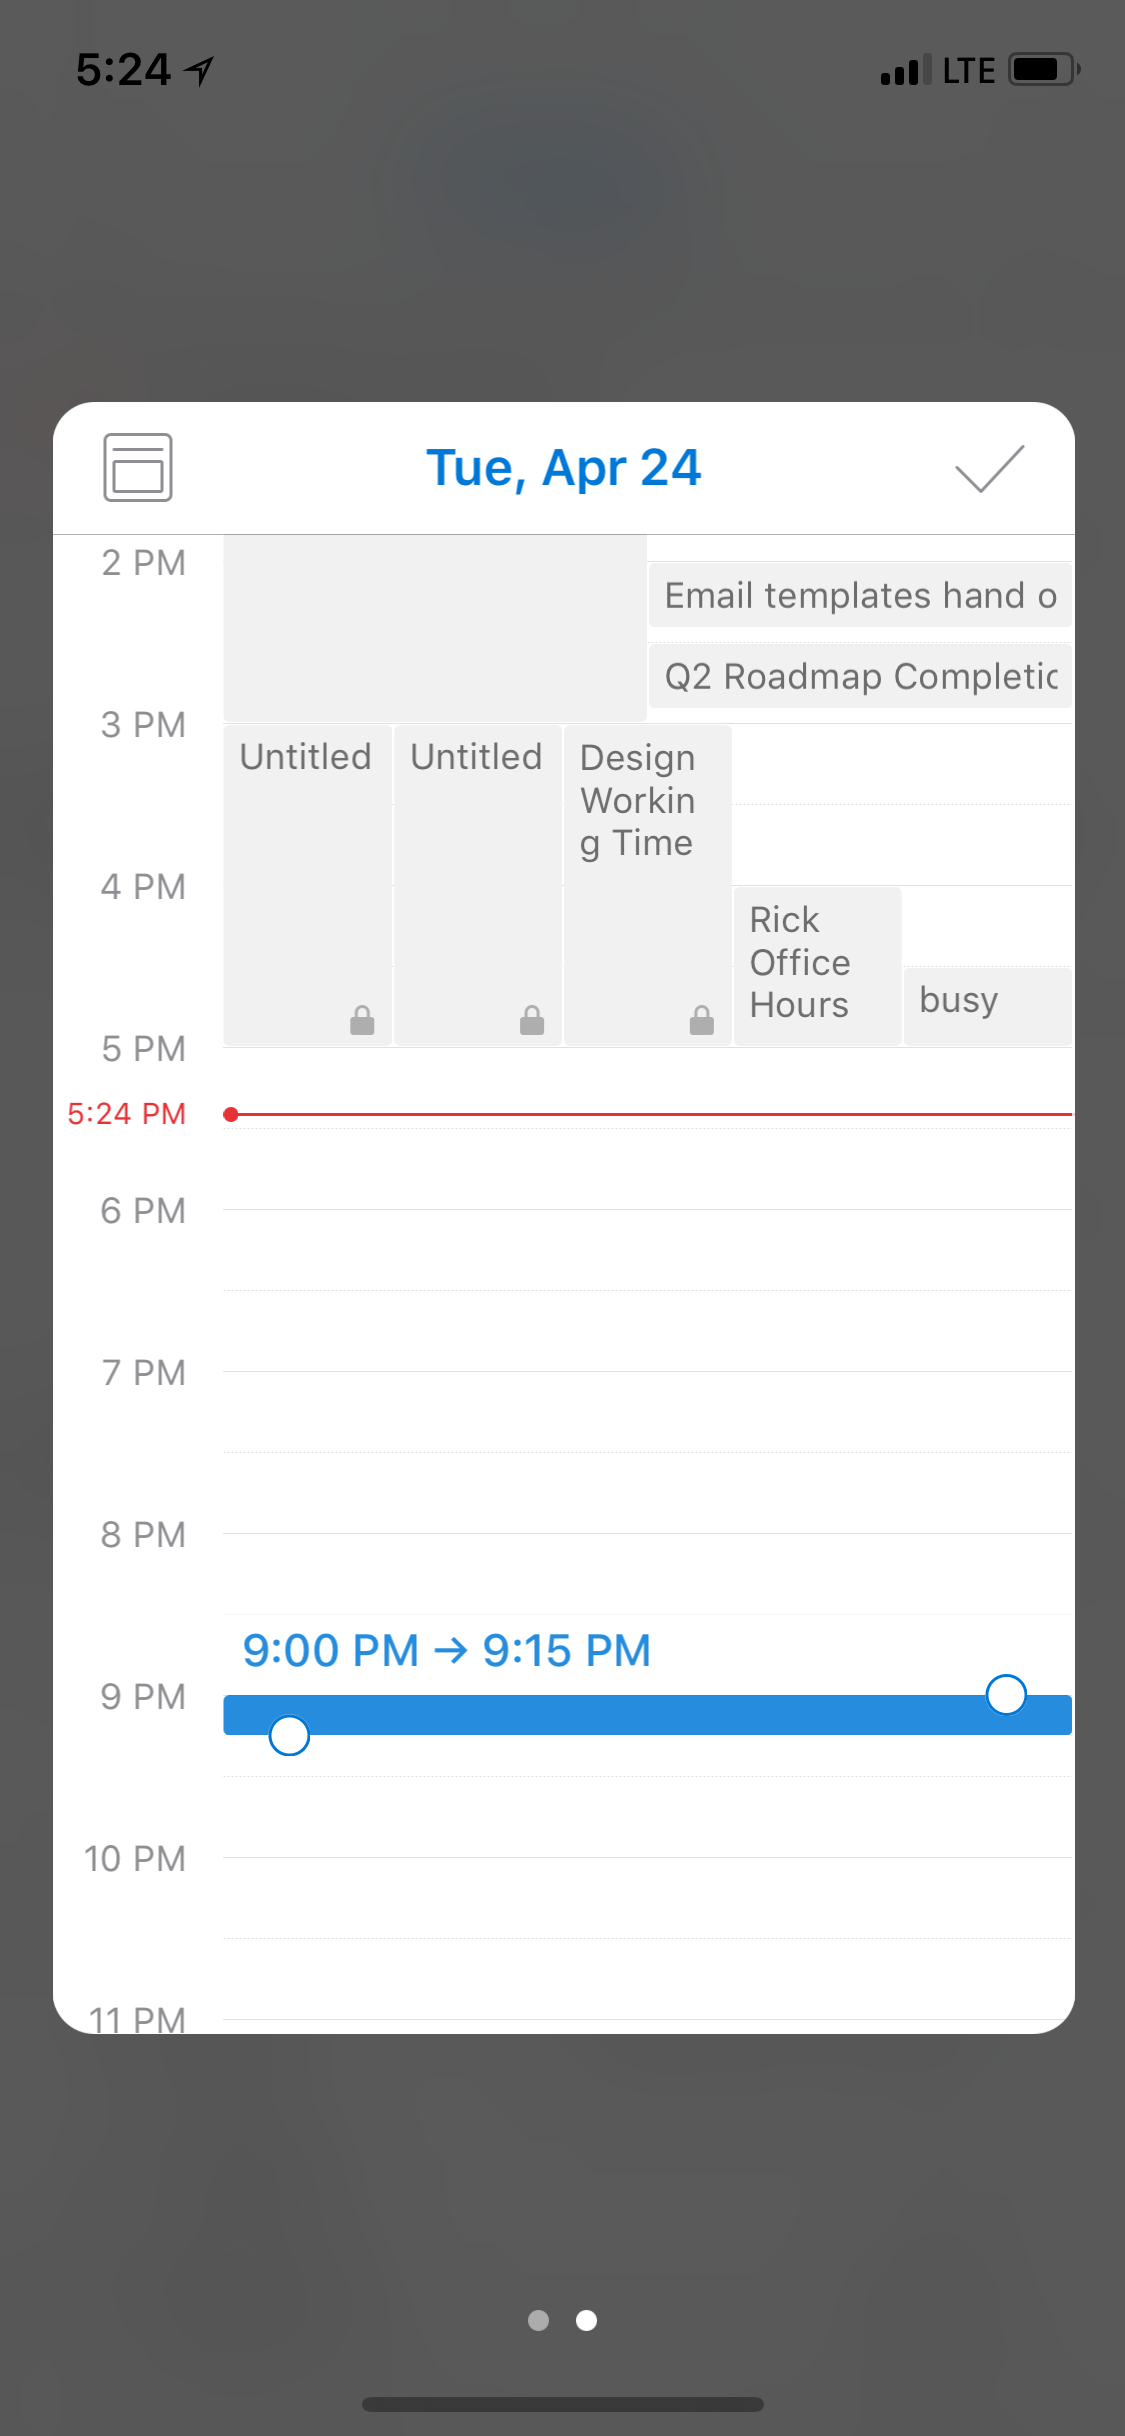 5:24
LTE
Tue, Apr 24
2 PM
Email templates hand o
Q2 Roadmap Completic
3 PM
Untitled
Untitled
Design
Workin
g Time
4 PM
Rick
Office
Hours
busy
5 PM
5:24 PM
6 PM
7 PM
8 PM
9:00 PM → 9:15 PM
9 PM
10 PM
11 PM